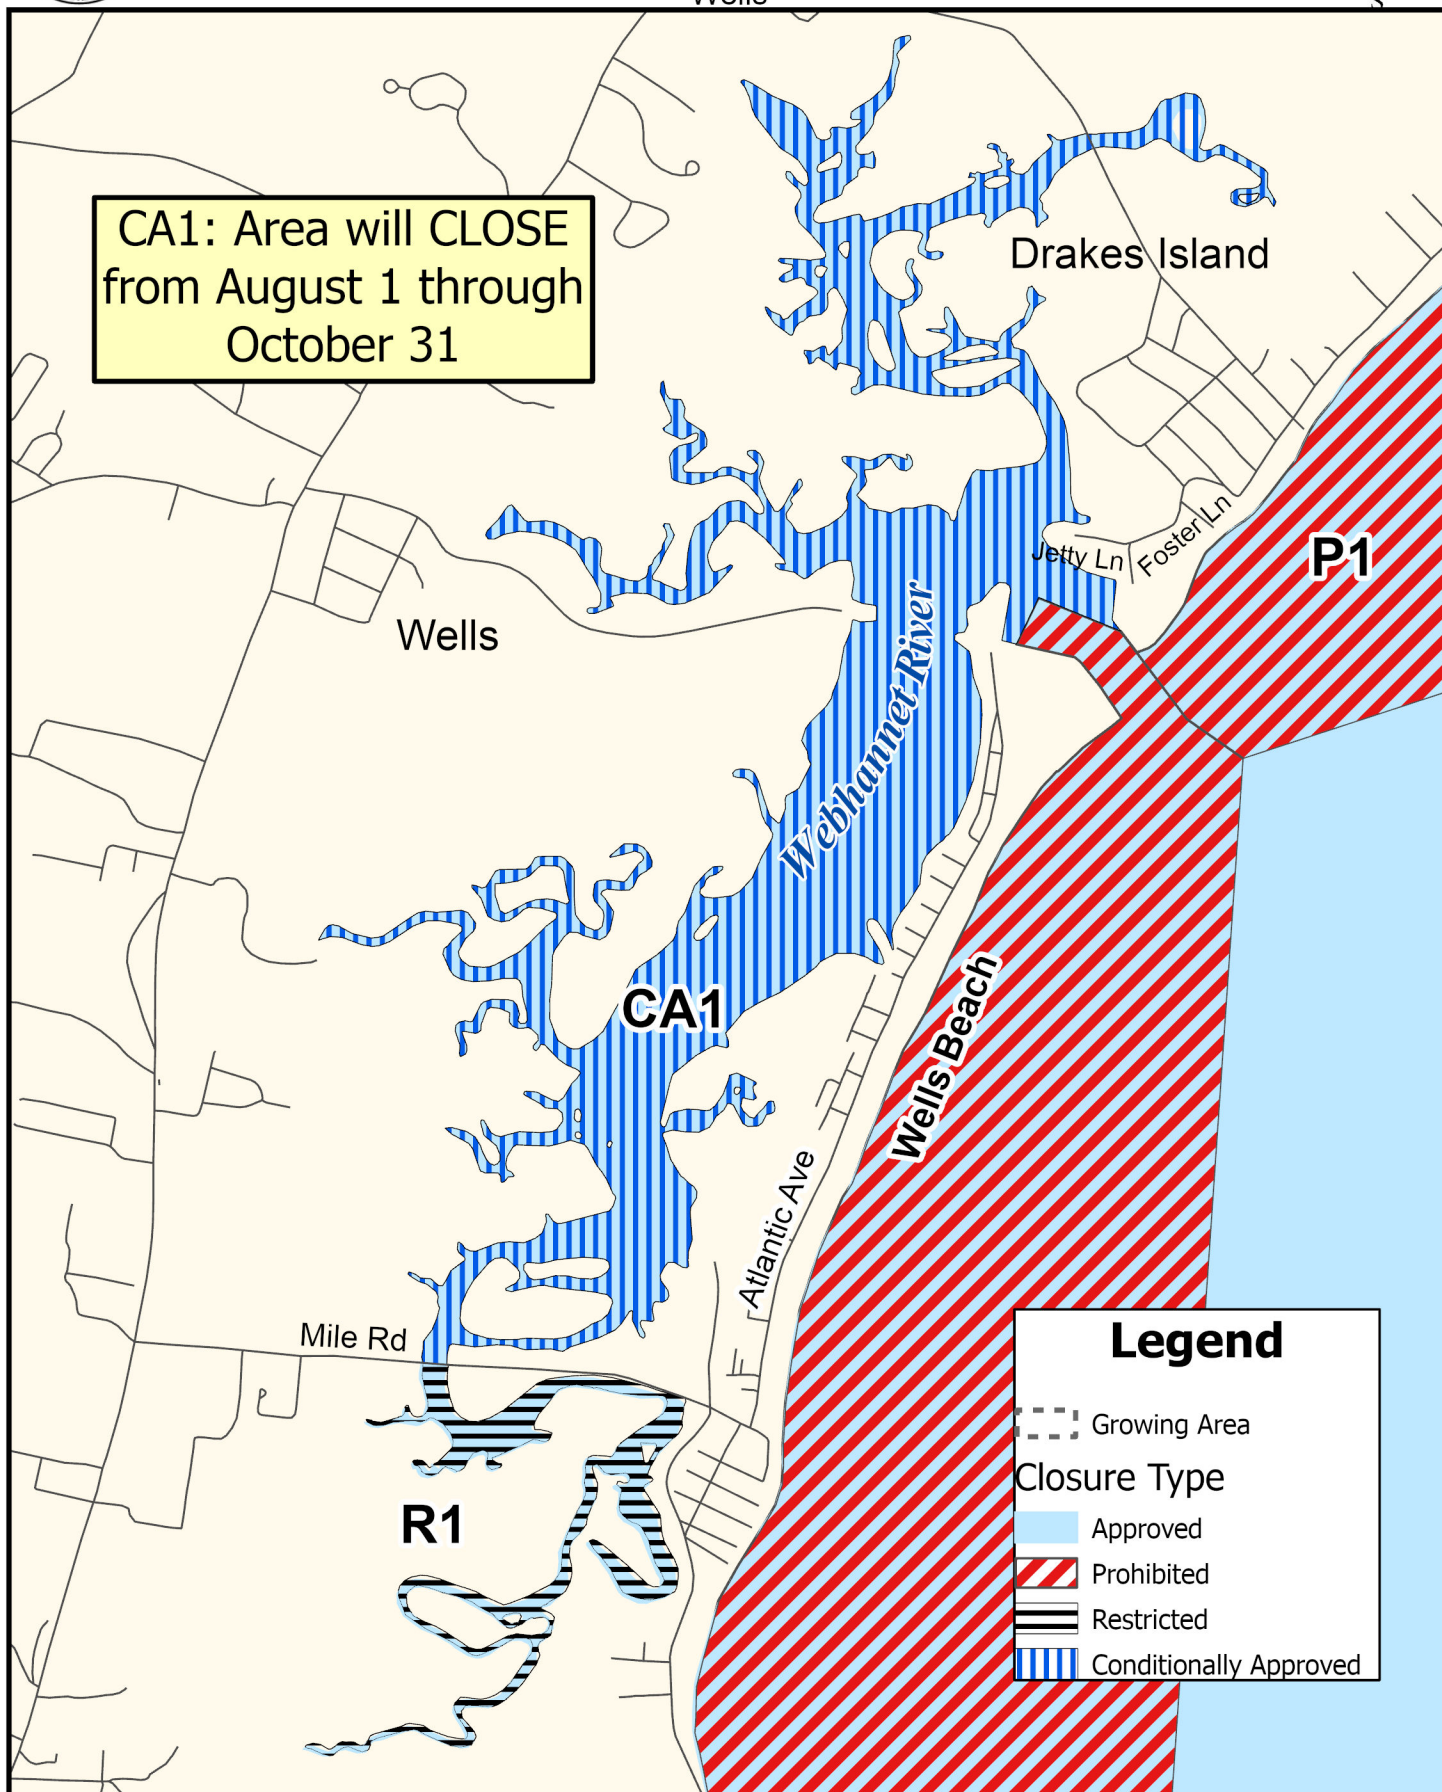 Wells
CA1: Area will CLOSE
from August 1 through
October 31
Drakes Island
Jetty Ln
Foster Ln
P1
Wells
Webhannet River
CA1
Wells Beach
Atlantic Ave
Mile Rd
R1
Legend
Growing Area
Closure Type
Approved
Prohibited
Restricted
Conditionally Approved